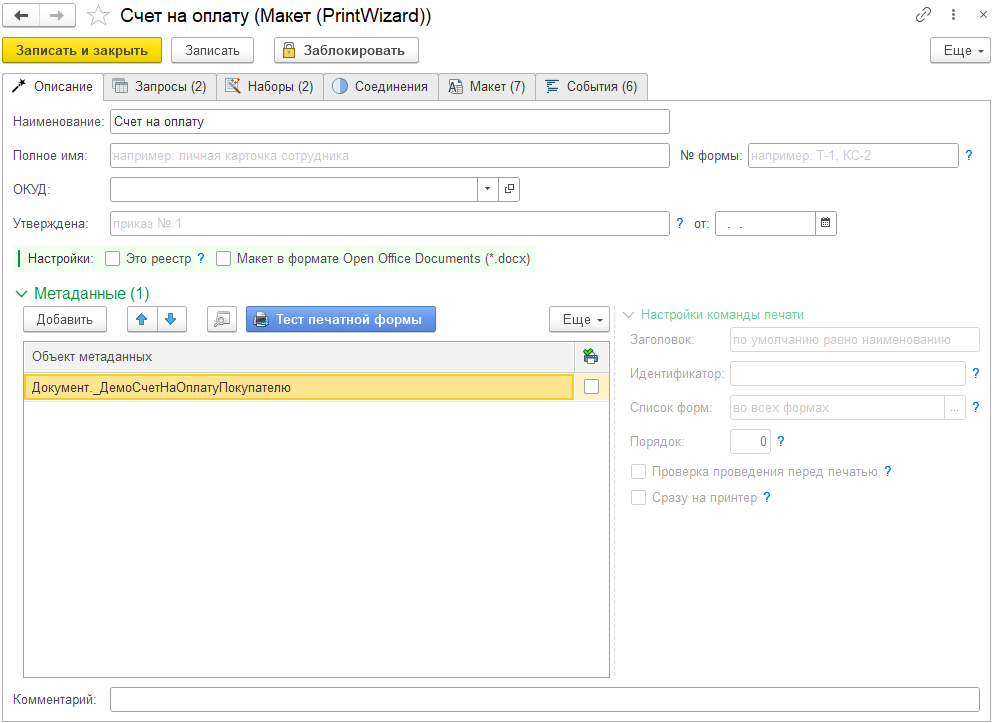 Счет на оплату (Макет (PrintWizard))
Записать и закрыть Записать Заблокировать Еще
Описание Запросы (2) Наборы (2) Соединения Макет (7) События (6)
Наименование: Счет на оплату
Полное имя: например: личная карточка сотрудника № формы: например: Т-1, КС-2 ?
ОКУД:
Утверждена: приказ № 1 ? от: . .
Настройки: Это реестр ? Макет в формате Open Office Documents (*.docx)
Метаданные (1)
Добавить Тест печатной формы Еще
Объект метаданных
Документ._ДемоСчетНаОплатуПокупателю
Настройки команды печати
Заголовок: по умолчанию равно наименованию
Идентификатор: ?
Список форм: во всех формах ... ?
Порядок: 0 ?
Проверка проведения перед печатью ?
Сразу на принтер ?
Комментарий: